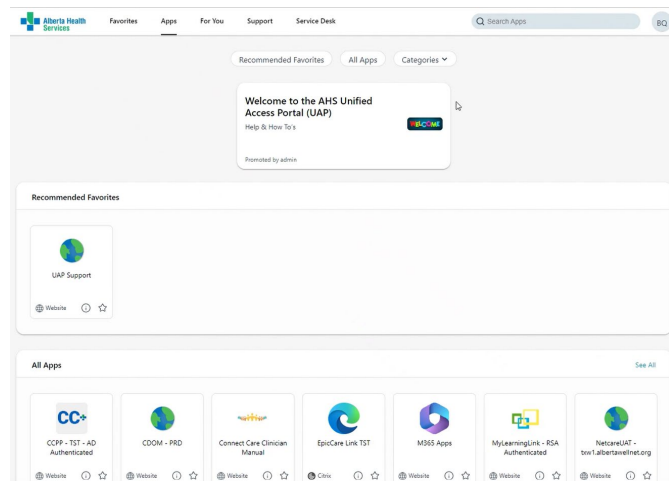 Alberta Health Services
Favorites
Apps
For You
Support
Service Desk
Search Apps
BQ
Recommended Favorites
All Apps
Categories
Welcome to the AHS Unified
Access Portal (UAP)
Help & How To's
WELCOME
Promoted by admin
Recommended Favorites
UAP Support
Website
All Apps
See All
CC+
CCPP - TST - AD
Authenticated
Website
CDOM - PRD
Website
Connect Care Clinician
Manual
Website
EpicCare Link TST
Citrix
M365 Apps
Website
MyLearningLink - RSA
Authenticated
Website
NetcareUAT -
txw1.albertawellnet.org
Website